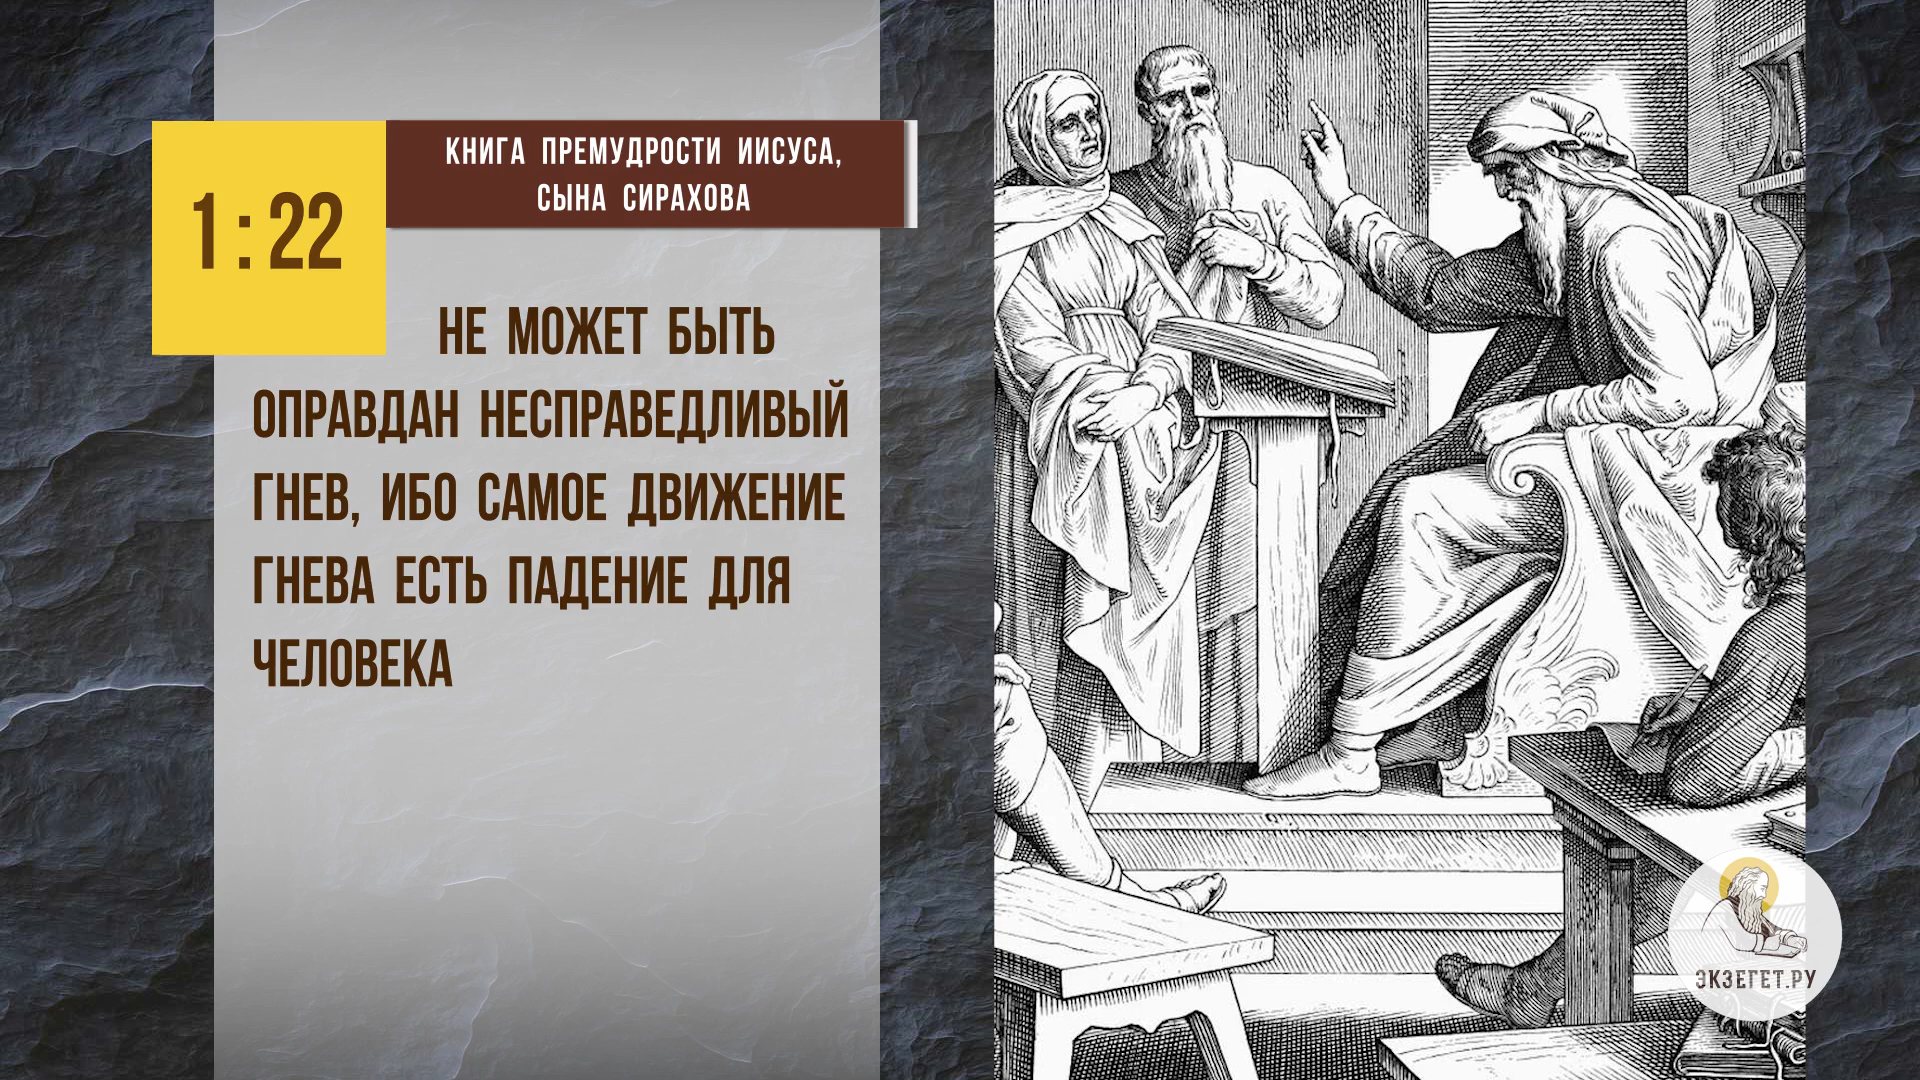 1:22
КНИГА ПРЕМУДРОСТИ ИИСУСА,
СЫНА СИРАХОВА
НЕ МОЖЕТ БЫТЬ
ОПРАВДАН НЕСПРАВЕДЛИВЫЙ
ГНЕВ, ИБО САМОЕ ДВИЖЕНИЕ
ГНЕВА ЕСТЬ ПАДЕНИЕ ДЛЯ
ЧЕЛОВЕКА
ЭКЗЕГЕТ.РУ